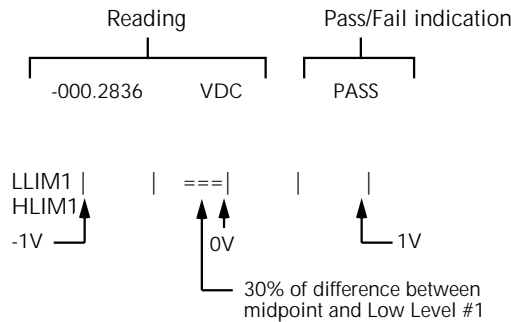 Reading Pass/Fail indication
-000.2836 VDC PASS
LLIM1 | | ===| | |
HLIM1
-1V 0V 1V
30% of difference between
midpoint and Low Level #1